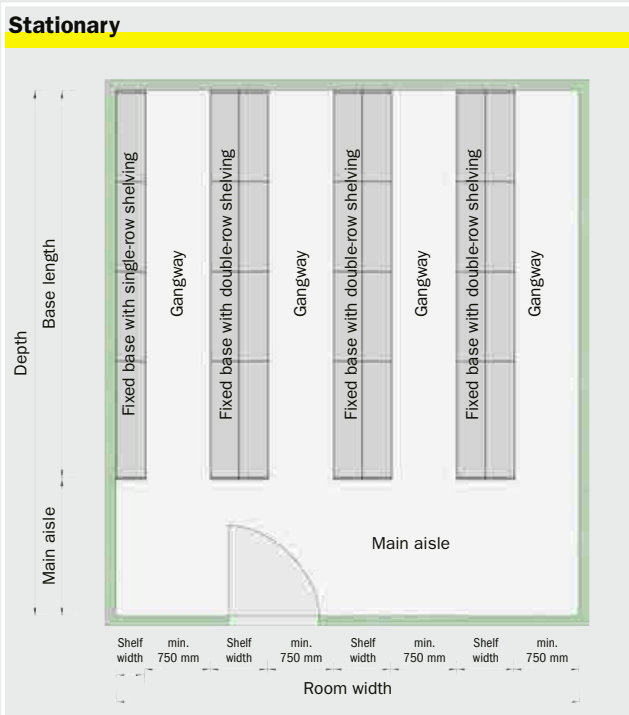 Stationary
Depth
Base length
Main aisle
Fixed base with single-row shelving
Gangway
Fixed base with double-row shelving
Gangway
Fixed base with double-row shelving
Gangway
Fixed base with double-row shelving
Gangway
Main aisle
Shelf
width
min.
750 mm
Shelf
width
min.
750 mm
Shelf
width
min.
750 mm
Shelf
width
min.
750 mm
Room width